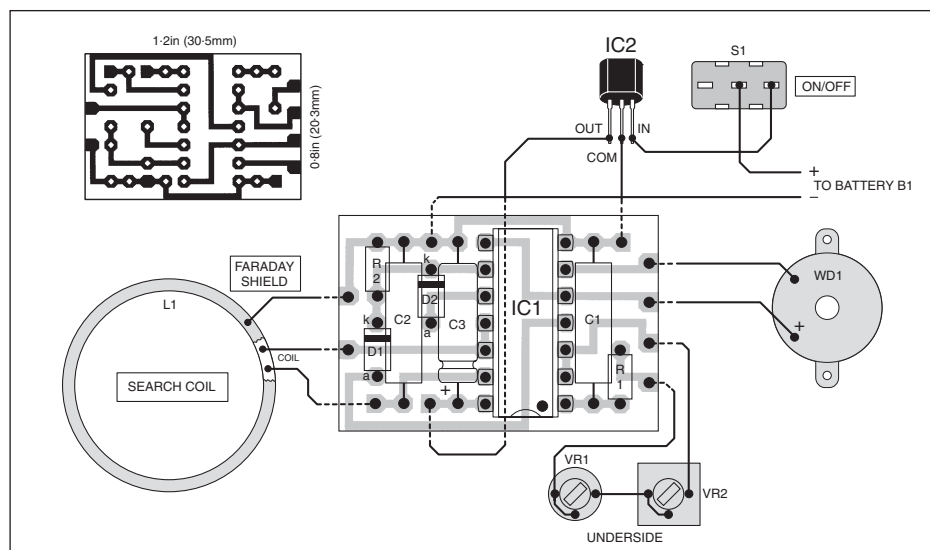 1·2in (30·5mm)
0·8in (20·3mm)
IC2
S1
ON/OFF
OUT
IN
COM
+
TO BATTERY B1
−
FARADAY
SHIELD
L1
COIL
SEARCH COIL
R
2
k
D2
a
k
D1
a
C2
C3
+
IC1
C1
R
1
WD1
+
VR1
VR2
UNDERSIDE